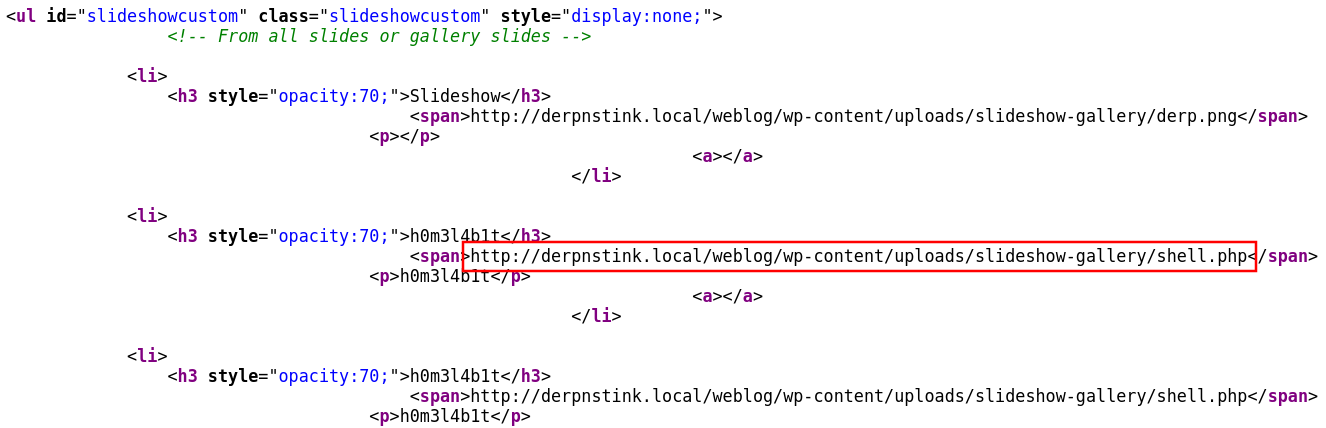 <ul id="slideshowcustom" class="slideshowcustom" style="display:none;">
<!-- From all slides or gallery slides -->
<li>
<h3 style="opacity:70;">Slideshow</h3>
<span>http://derpnstink.local/weblog/wp-content/uploads/slideshow-gallery/derp.png</span>
<p></p>
<a></a>
</li>
<li>
<h3 style="opacity:70;">h0m3l4b1t</h3>
<span>http://derpnstink.local/weblog/wp-content/uploads/slideshow-gallery/shell.php</span>
<p>h0m3l4b1t</p>
<a></a>
</li>
<li>
<h3 style="opacity:70;">h0m3l4b1t</h3>
<span>http://derpnstink.local/weblog/wp-content/uploads/slideshow-gallery/shell.php</span>
<p>h0m3l4b1t</p>